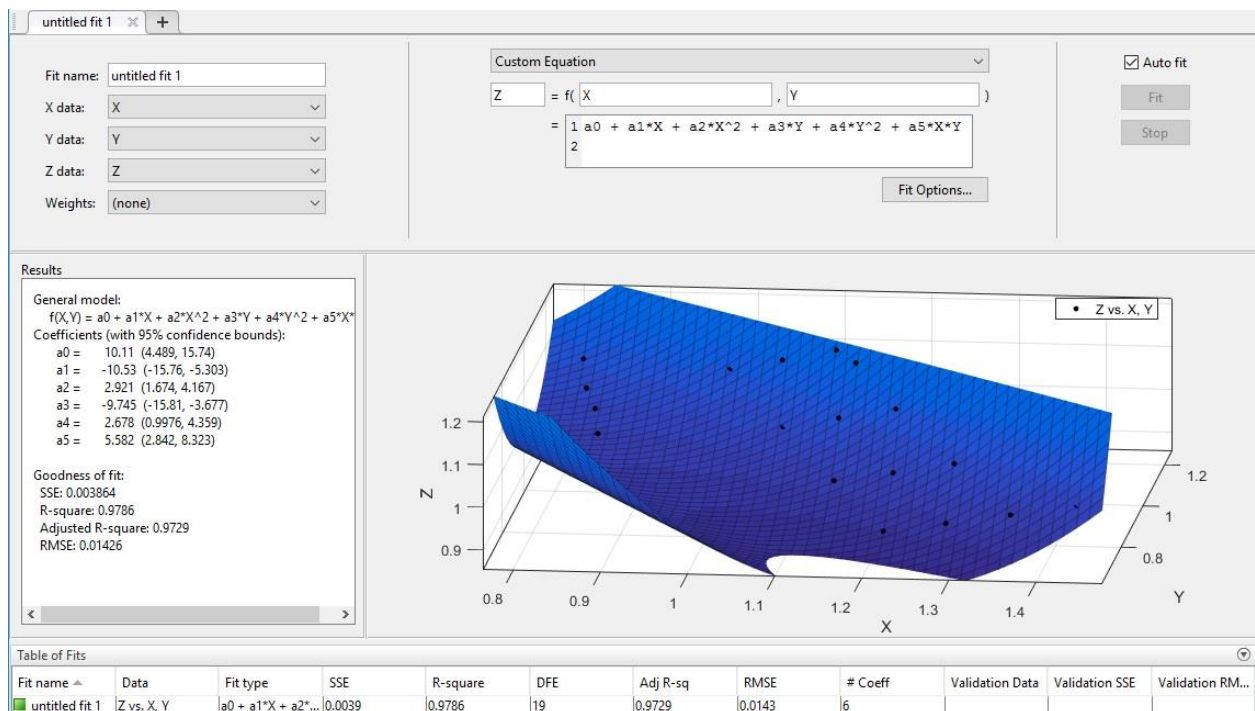 untitled fit 1
Fit name: untitled fit 1
X data: X
Y data: Y
Z data: Z
Weights: (none)
Custom Equation
Z = f( X , Y )
= 1 a0 + a1*X + a2*X^2 + a3*Y + a4*Y^2 + a5*X*Y
2
Fit Options...
Auto fit
Fit
Stop
Results
General model:
f(X,Y) = a0 + a1*X + a2*X^2 + a3*Y + a4*Y^2 + a5*X*
Coefficients (with 95% confidence bounds):
a0 = 10.11 (4.489, 15.74)
a1 = -10.53 (-15.76, -5.303)
a2 = 2.921 (1.674, 4.167)
a3 = -9.745 (-15.81, -3.677)
a4 = 2.678 (0.9976, 4.359)
a5 = 5.582 (2.842, 8.323)
Goodness of fit:
SSE: 0.003864
R-square: 0.9786
Adjusted R-square: 0.9729
RMSE: 0.01426
Z vs. X, Y
1.2
1.1
1
0.9
Z
0.8 0.9 1 1.1 1.2 1.3 1.4
X
1.2
1
0.8
Y
Table of Fits
Fit name Data Fit type SSE R-square DFE Adj R-sq RMSE # Coeff Validation Data Validation SSE Validation RM...
untitled fit 1 Z vs. X, Y a0 + a1*X + a2*... 0.0039 0.9786 19 0.9729 0.0143 6